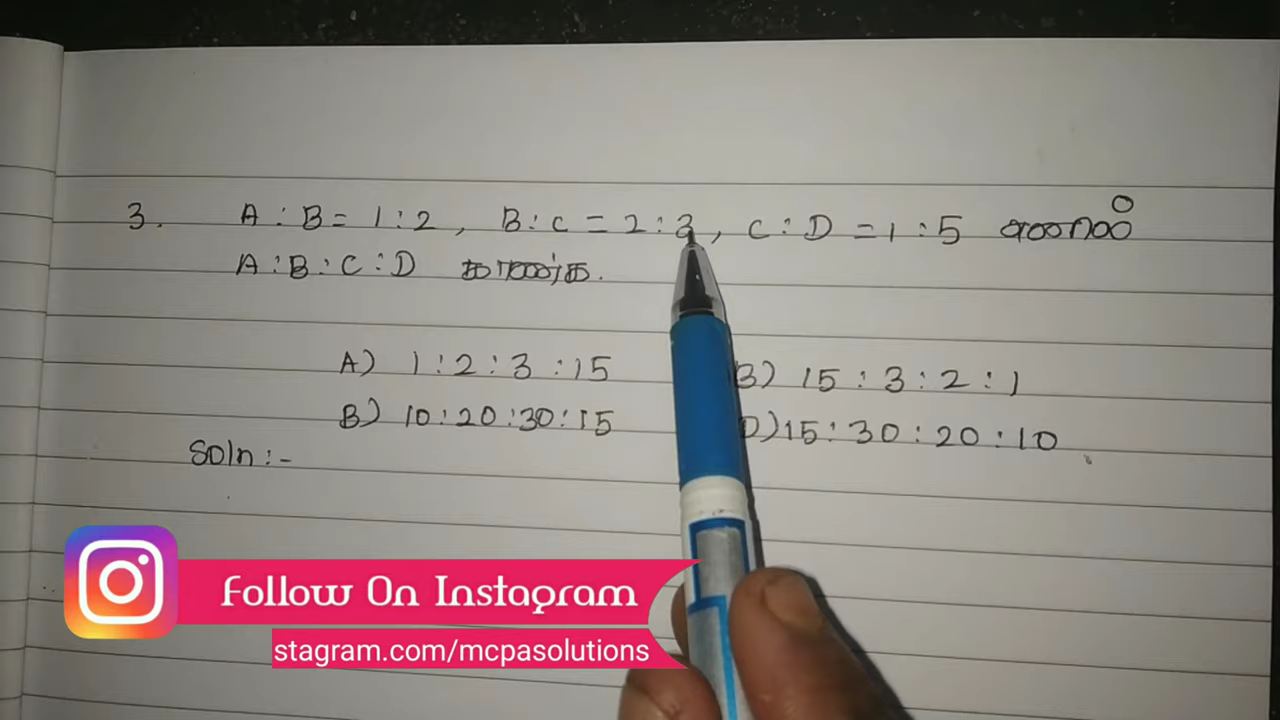 3. A : B = 1 : 2 , B : C = 2 : 3 , C : D = 1 : 5
A : B : C : D
A) 1 : 2 : 3 : 15 B) 15 : 3 : 2 : 1
B) 10 : 20 : 30 : 15 D) 15 : 30 : 20 : 10
Soln :-
Follow On Instagram
stagram.com/mcpasolutions